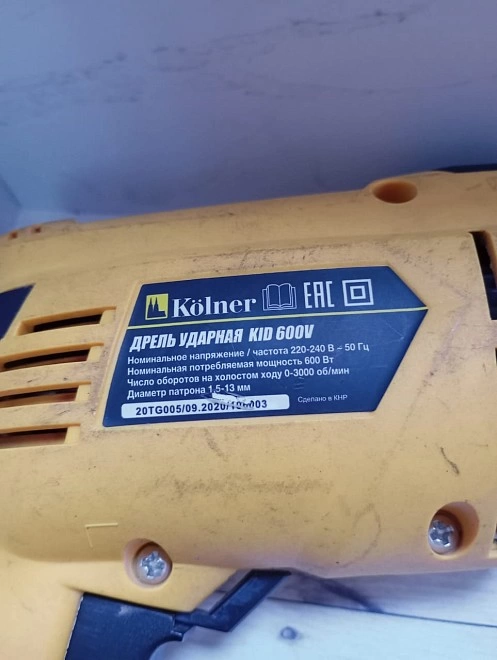 Kölner EAC
ДРЕЛЬ УДАРНАЯ KID 600V
Номинальное напряжение / частота 220-240 В ~ 50 Гц
Номинальная потребляемая мощность 600 Вт
Число оборотов на холостом ходу 0-3000 об/мин
Диаметр патрона 1,5-13 мм
20TG005/09.2020/
Сделано в КНР